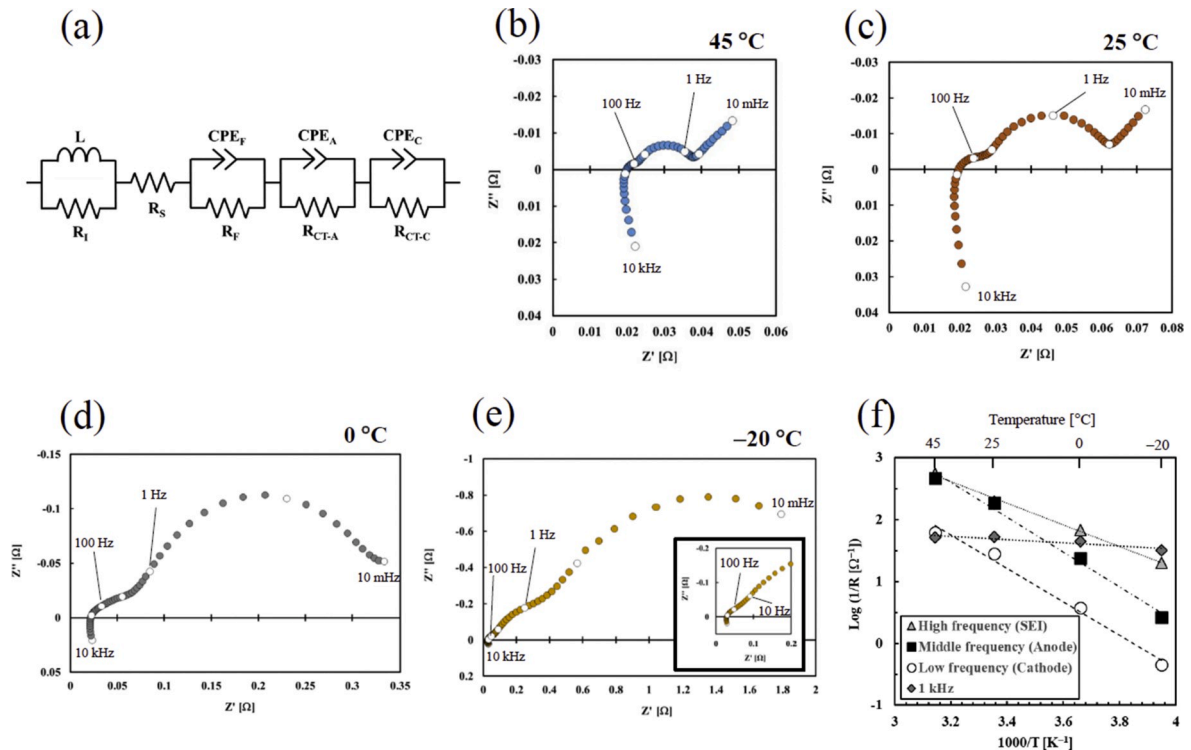 (a)
L
R_I
R_S
CPE_F
R_F
CPE_A
R_CT-A
CPE_C
R_CT-C
(b)
45 °C
-0.03
-0.02
-0.01
0
0.01
0.02
0.03
0.04
Z'' [Ω]
100 Hz
1 Hz
10 mHz
10 kHz
0 0.01 0.02 0.03 0.04 0.05 0.06
Z' [Ω]
(c)
25 °C
-0.03
-0.02
-0.01
0
0.01
0.02
0.03
0.04
Z'' [Ω]
100 Hz
1 Hz
10 mHz
10 kHz
0 0.01 0.02 0.03 0.04 0.05 0.06 0.07 0.08
Z' [Ω]
(d)
0 °C
-0.15
-0.1
-0.05
0
0.05
Z'' [Ω]
100 Hz
1 Hz
10 mHz
10 kHz
0 0.05 0.1 0.15 0.2 0.25 0.3 0.35
Z' [Ω]
(e)
–20 °C
-1
-0.8
-0.6
-0.4
-0.2
0
0.2
Z'' [Ω]
100 Hz
1 Hz
10 mHz
10 kHz
0 0.2 0.4 0.6 0.8 1 1.2 1.4 1.6 1.8 2
Z' [Ω]
-0.2
-0.1
0
0.1
Z'' [Ω]
100 Hz
10 Hz
0 0.1 0.2
Z' [Ω]
(f)
Temperature [°C]
45 25 0 –20
3
2
1
0
-1
Log (1/R [Ω⁻¹])
High frequency (SEI)
Middle frequency (Anode)
Low frequency (Cathode)
1 kHz
3 3.2 3.4 3.6 3.8 4
1000/T [K⁻¹]